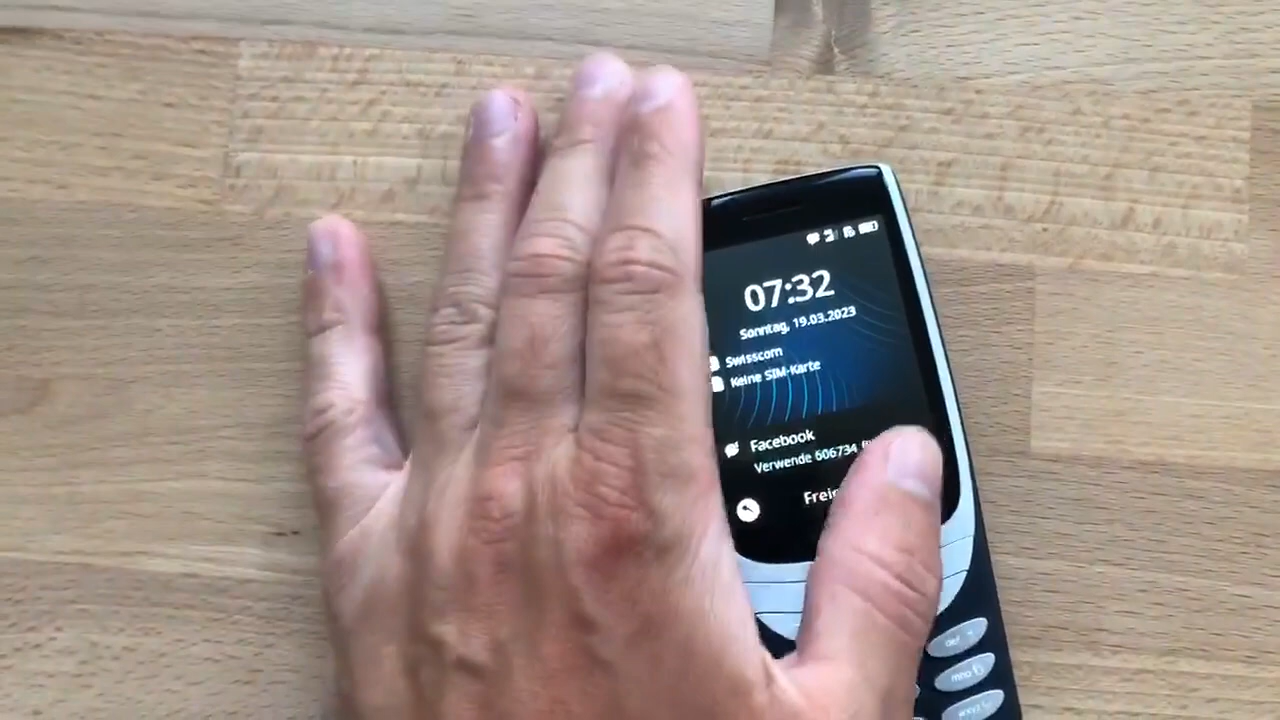 07:32
Sonntag, 19.03.2023
Swisscom
Keine SIM-Karte
Facebook
Verwende 606734